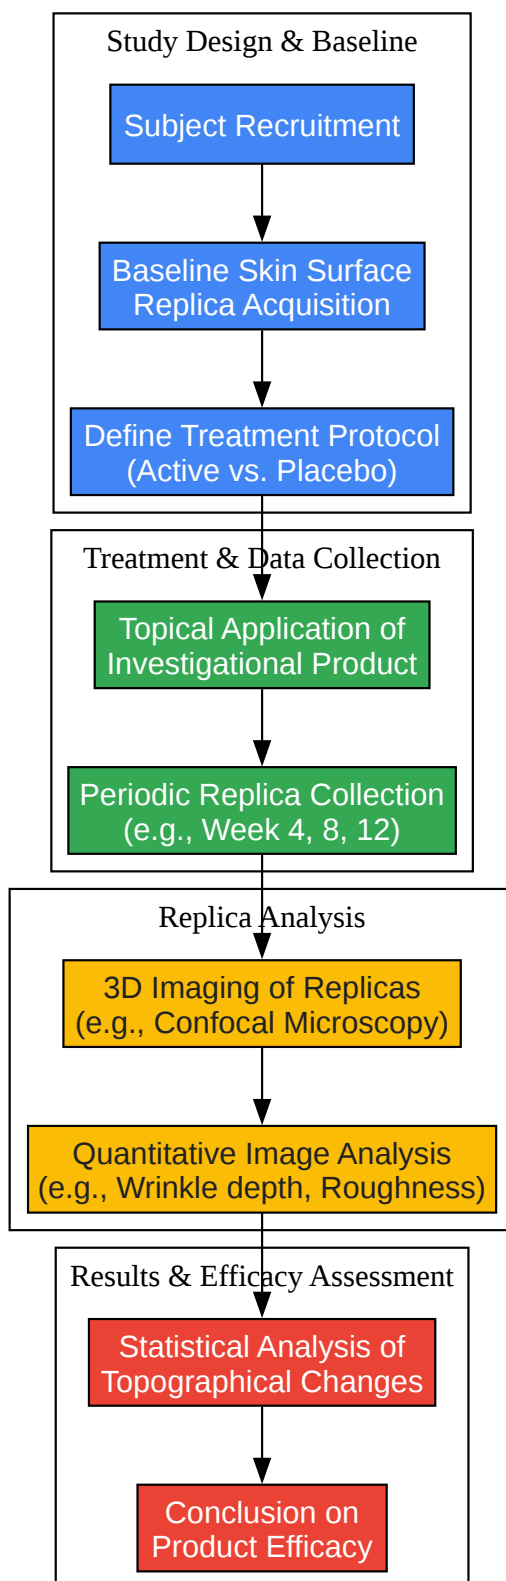 Study Design & Baseline
Subject Recruitment
Baseline Skin Surface
Replica Acquisition
Define Treatment Protocol
(Active vs. Placebo)
Treatment & Data Collection
Topical Application of
Investigational Product
Periodic Replica Collection
(e.g., Week 4, 8, 12)
Replica Analysis
3D Imaging of Replicas
(e.g., Confocal Microscopy)
Quantitative Image Analysis
(e.g., Wrinkle depth, Roughness)
Results & Efficacy Assessment
Statistical Analysis of
Topographical Changes
Conclusion on
Product Efficacy